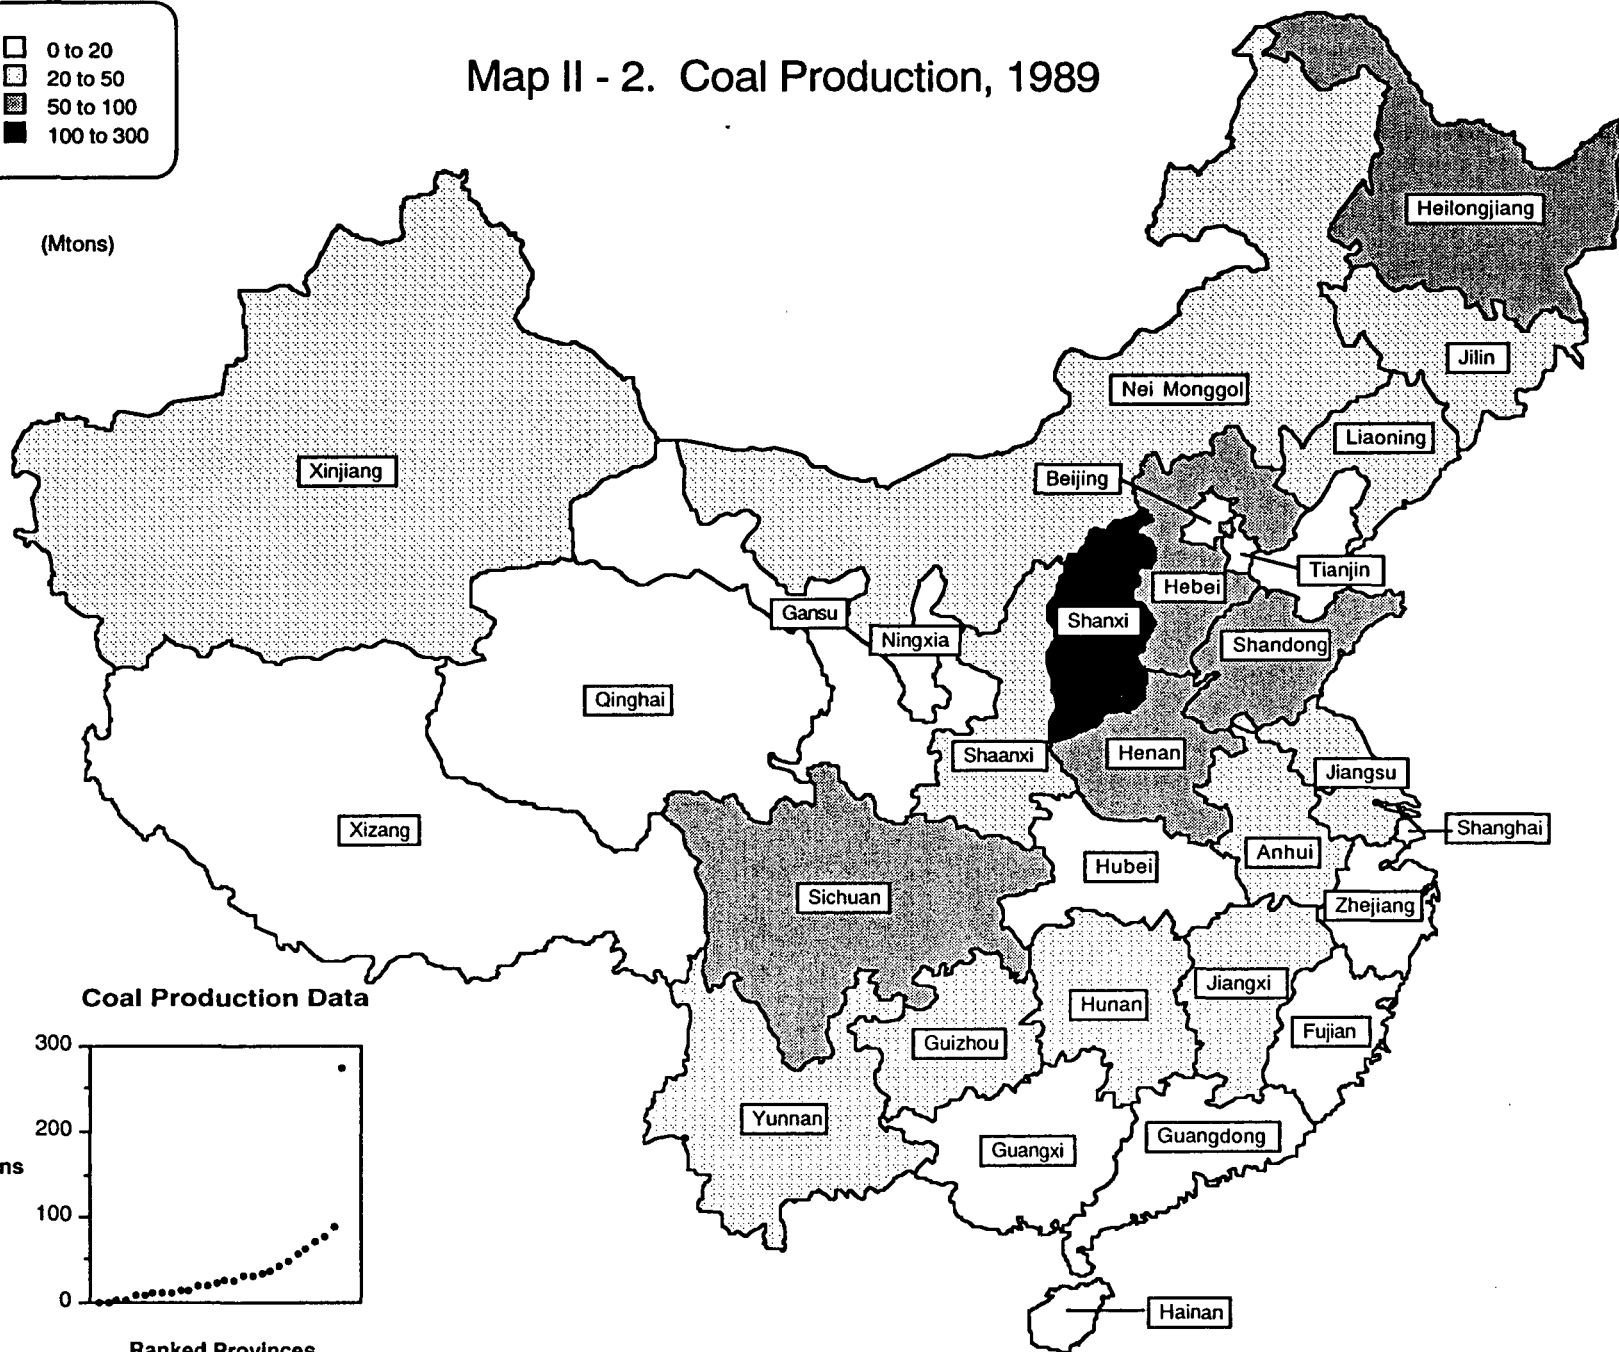 0 to 20
20 to 50
50 to 100
100 to 300
Map II - 2. Coal Production, 1989
(Mtons)
Heilongjiang
Jilin
Nei Monggol
Liaoning
Xinjiang
Beijing
Tianjin
Hebei
Gansu
Shanxi
Ningxia
Shandong
Qinghai
Shaanxi
Henan
Jiangsu
Xizang
Shanghai
Anhui
Hubei
Sichuan
Zhejiang
Jiangxi
Hunan
Fujian
Guizhou
Yunnan
Guangdong
Guangxi
Hainan
Coal Production Data
300
200
ns
100
0
Ranked Provinces